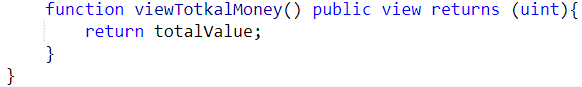 function viewTotkalMoney() public view returns (uint){
return totalValue;
}
}